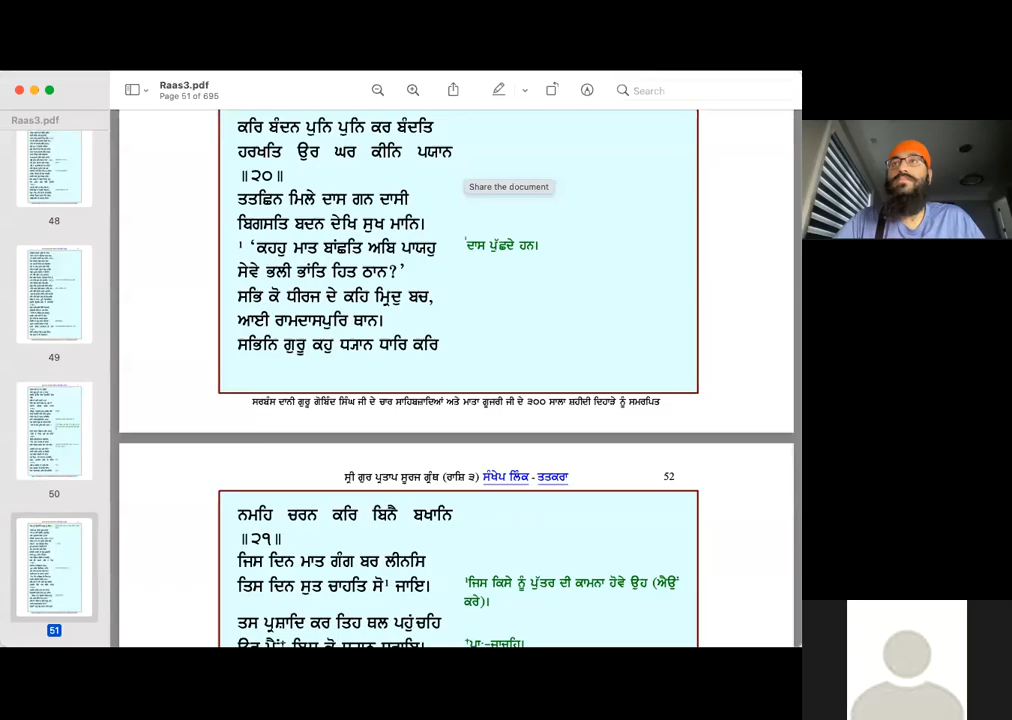 Raas3.pdf
Page 51 of 695
Search
Raas3.pdf
48
49
50
51
ਕਰਿ ਬੰਦਨ ਪੁਨਿ ਪੁਨਿ ਕਰ ਬੰਦਤਿ
ਹਰਖਤਿ ਉਰ ਘਰ ਕੀਨਿ ਪਯਾਨ
॥੨੦॥
Share the document
ਤਤਛਿਨ ਮਿਲੇ ਦਾਸ ਗਨ ਦਾਸੀ
ਬਿਗਸਤਿ ਬਦਨ ਦੇਖਿ ਸੁਖ ਮਾਨਿ।
¹ ‘ਕਹਹੁ ਮਾਤ ਬਾਂਛਤਿ ਅਬਿ ਪਾਯਹੁ
¹ਦਾਸ ਪੁੱਛਦੇ ਹਨ।
ਸੇਵੇ ਭਲੀ ਭਾਂਤਿ ਹਿਤ ਠਾਨ?’
ਸਭਿ ਕੋ ਧੀਰਜ ਦੇ ਕਹਿ ਮ੍ਰਿਦੁ ਬਚ,
ਆਈ ਰਾਮਦਾਸਪੁਰਿ ਥਾਨ।
ਸਭਿਨਿ ਗੁਰੂ ਕਹੁ ਧ੍ਯਾਨ ਧਾਰਿ ਕਰਿ
ਸਰਬੰਸ ਦਾਨੀ ਗੁਰੂ ਗੋਬਿੰਦ ਸਿੰਘ ਜੀ ਦੇ ਚਾਰ ਸਾਹਿਬਜ਼ਾਦਿਆਂ ਅਤੇ ਮਾਤਾ ਗੂਜਰੀ ਜੀ ਦੇ ੩੦੦ ਸਾਲਾ ਸ਼ਹੀਦੀ ਦਿਹਾੜੇ ਨੂੰ ਸਮਰਪਿਤ
ਸ੍ਰੀ ਗੁਰ ਪ੍ਰਤਾਪ ਸੂਰਜ ਗ੍ਰੰਥ (ਰਾਸ਼ਿ ੩) ਸੰਖੇਪ ਲਿੰਕ - ਤਤਕਰਾ 52
ਨਮਹਿ ਚਰਨ ਕਰਿ ਬਿਨੈ ਬਖਾਨਿ
॥੨੧॥
ਜਿਸ ਦਿਨ ਮਾਤ ਗੰਗ ਬਰ ਲੀਨਸਿ
ਤਿਸ ਦਿਨ ਸੁਤ ਚਾਹਤਿ ਸੋ¹ ਜਾਇ।
¹ਜਿਸ ਕਿਸੇ ਨੂੰ ਪੁੱਤਰ ਦੀ ਕਾਮਨਾ ਹੋਵੇ ਉਹ (ਐਉਂ
ਕਰੇ)।
ਤਸ ਪ੍ਰਸ਼ਾਦਿ ਕਰ ਤਿਹ ਥਲ ਪਹੁੰਚਹਿ